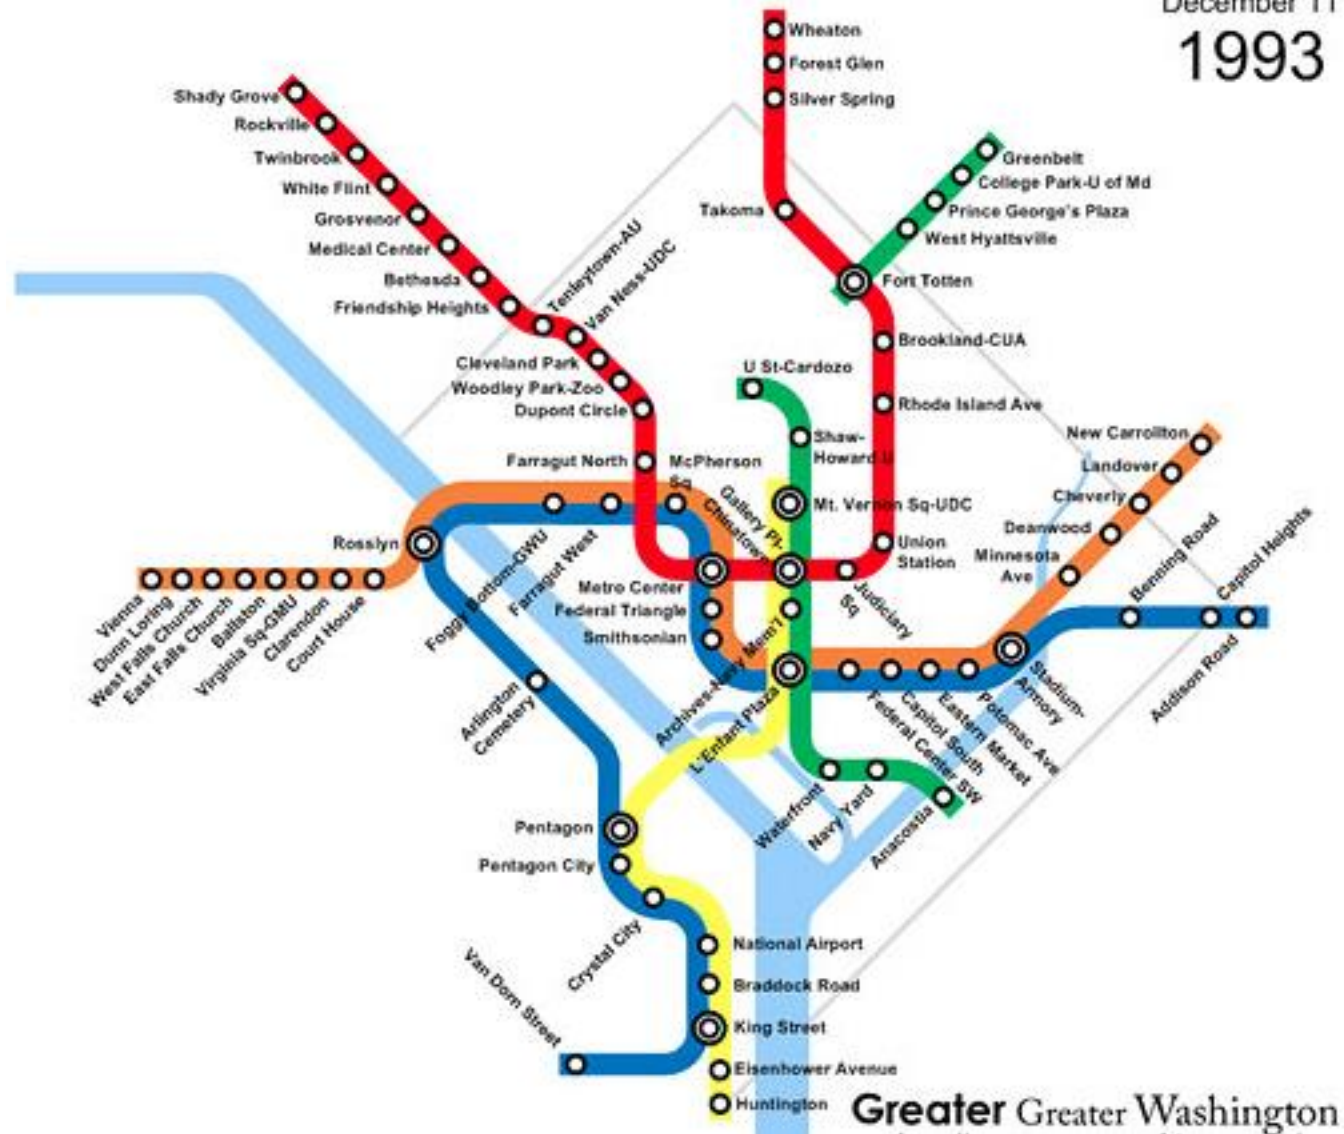 December 11
1993
Wheaton
Forest Glen
Silver Spring
Shady Grove
Rockville
Twinbrook
White Flint
Grosvenor
Medical Center
Bethesda
Friendship Heights
Tenleytown-AU
Van Ness-UDC
Cleveland Park
Woodley Park-Zoo
Dupont Circle
Farragut North
Takoma
Greenbelt
College Park-U of Md
Prince George's Plaza
West Hyattsville
Fort Totten
Brookland-CUA
Rhode Island Ave
U St-Cardozo
Shaw-
Howard U
Mt. Vernon Sq-UDC
McPherson
Sq
Gallery Pl-
Chinatown
Union
Station
Judiciary
Sq
New Carrollton
Landover
Cheverly
Deanwood
Minnesota
Ave
Benning Road
Capitol Heights
Addison Road
Rosslyn
Vienna
Dunn Loring
West Falls Church
East Falls Church
Ballston
Virginia Sq-GMU
Clarendon
Court House
Foggy Bottom-GWU
Farragut West
Metro Center
Federal Triangle
Smithsonian
Archives-Navy Mem'l
L'Enfant Plaza
Federal Center SW
Capitol South
Eastern Market
Potomac Ave
Stadium-
Armory
Arlington
Cemetery
Waterfront
Navy Yard
Anacostia
Pentagon
Pentagon City
Crystal City
National Airport
Braddock Road
King Street
Van Dorn Street
Eisenhower Avenue
Huntington
Greater Greater Washington